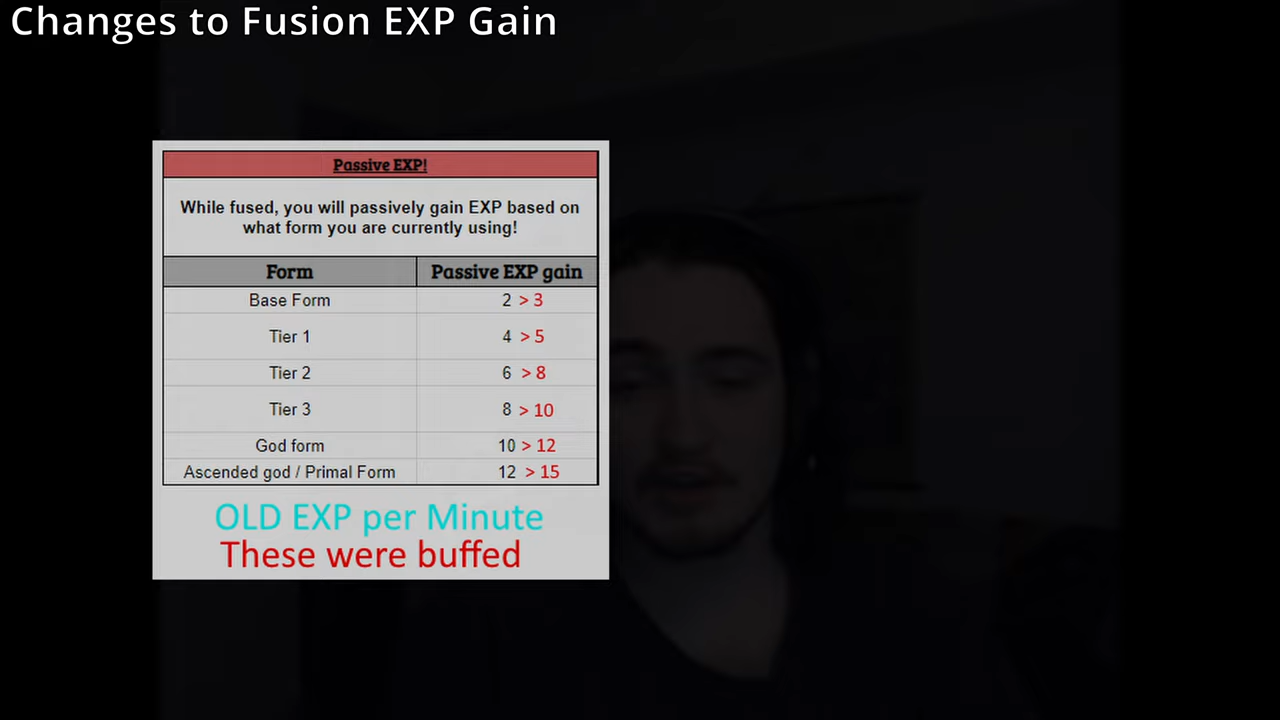 Changes to Fusion EXP Gain
Passive EXP!
While fused, you will passively gain EXP based on
what form you are currently using!
Form Passive EXP gain
Base Form 2 > 3
Tier 1 4 > 5
Tier 2 6 > 8
Tier 3 8 > 10
God form 10 > 12
Ascended god / Primal Form 12 > 15
OLD EXP per Minute
These were buffed